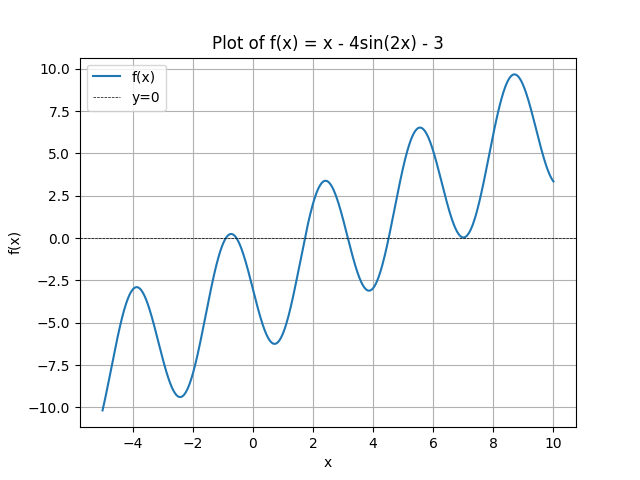 Plot of f(x) = x - 4sin(2x) - 3
f(x)
y=0
10.0
7.5
5.0
2.5
0.0
−2.5
−5.0
−7.5
−10.0
f(x)
−4 −2 0 2 4 6 8 10
x